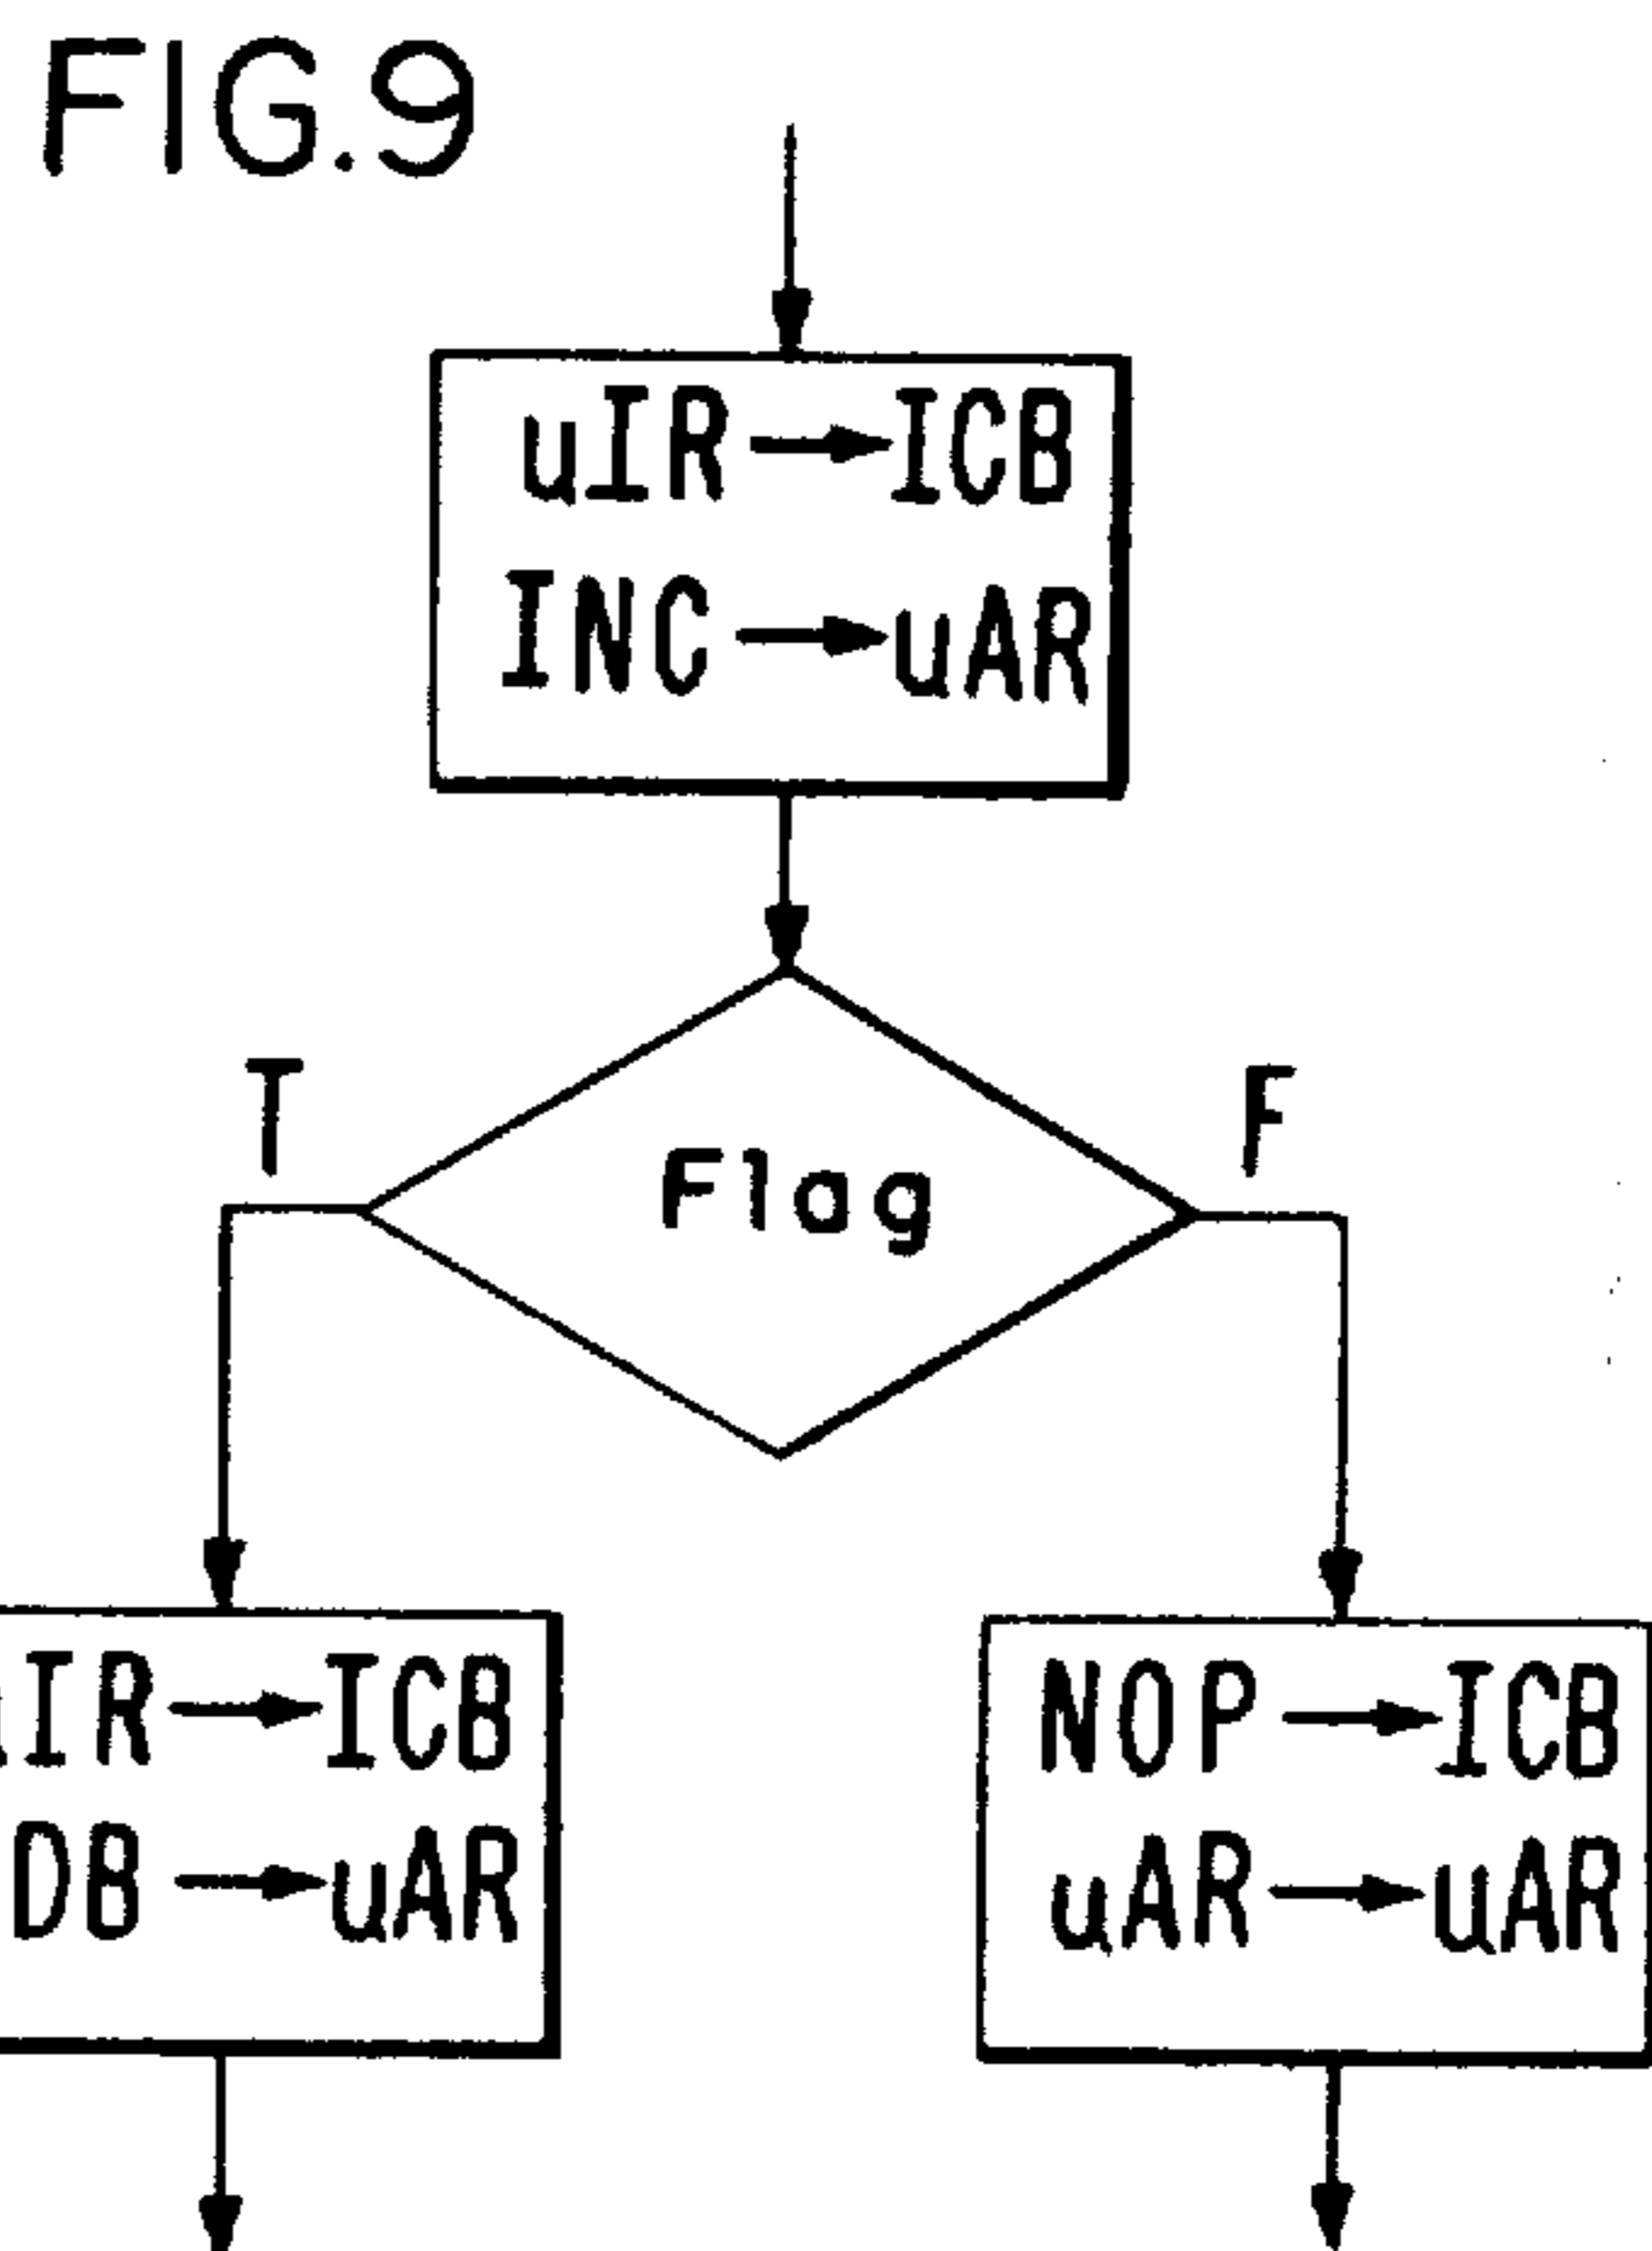 FIG.9
uIR→ICB
INC→uAR
T
F
Flag
IR→ICB
DB→uAR
NOP→ICB
uAR→uAR